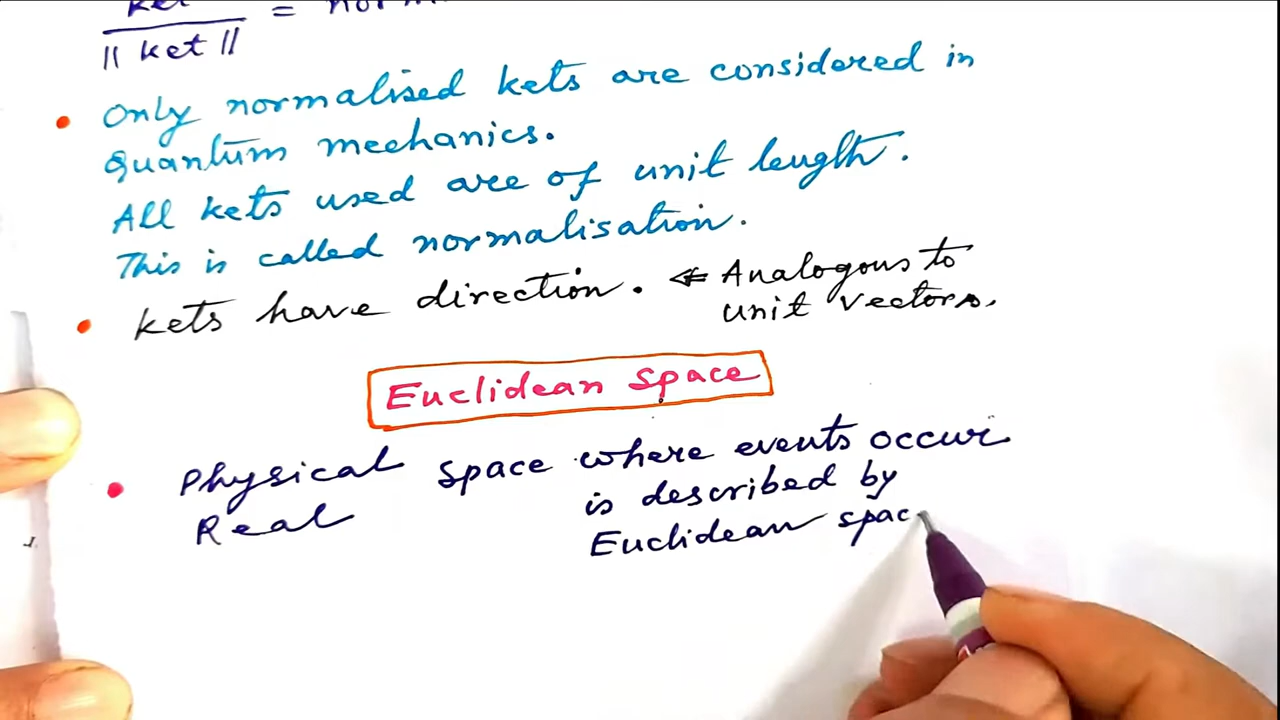 || ket || =
Only normalised kets are considered in
quantum mechanics.
All kets used are of unit length.
This is called normalisation.
kets have direction. ⇐ Analogous to
unit vectors.
Euclidean space
Physical space where events occur
Real is described by
Euclidean spac